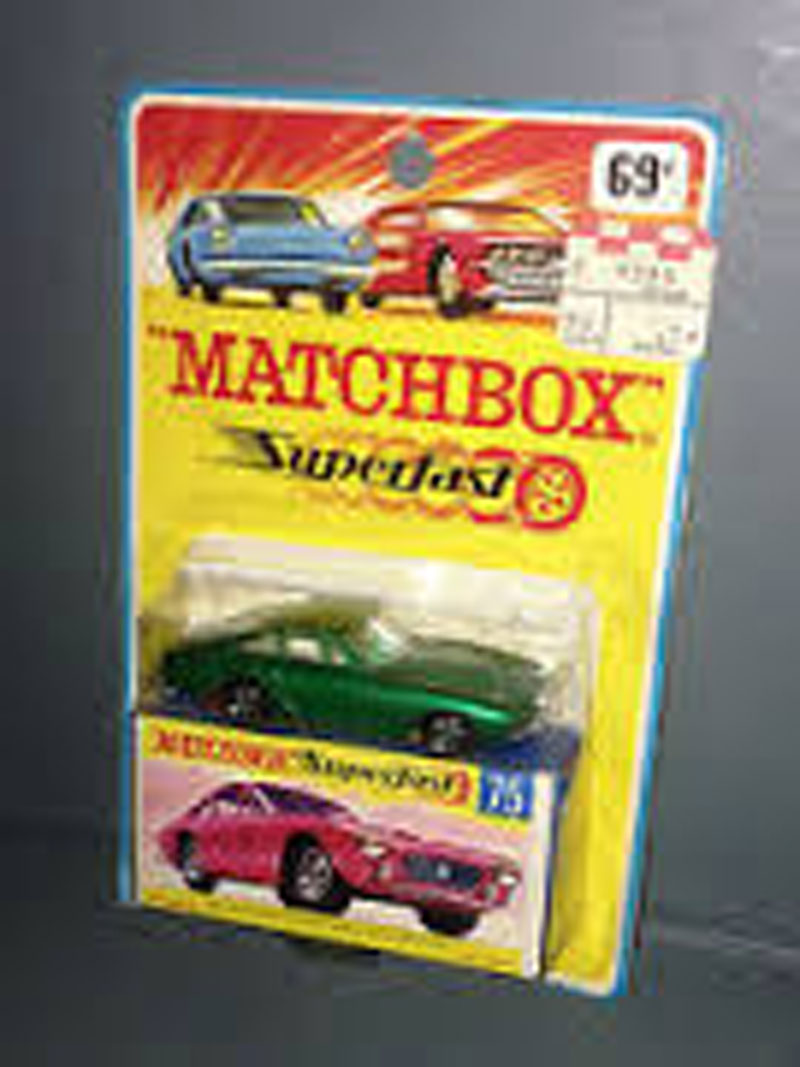 69¢
"MATCHBOX"
Superfast
"MATCHBOX" Superfast 75